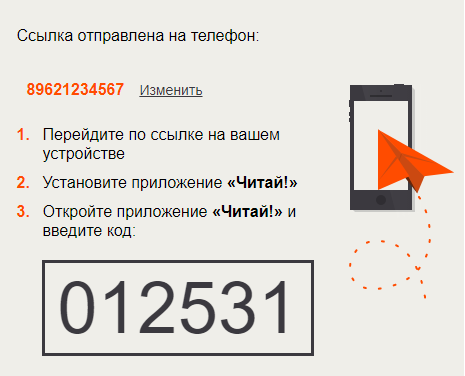 Ссылка отправлена на телефон:
89621234567 Изменить
1. Перейдите по ссылке на вашем
устройстве
2. Установите приложение «Читай!»
3. Откройте приложение «Читай!» и
введите код:
012531